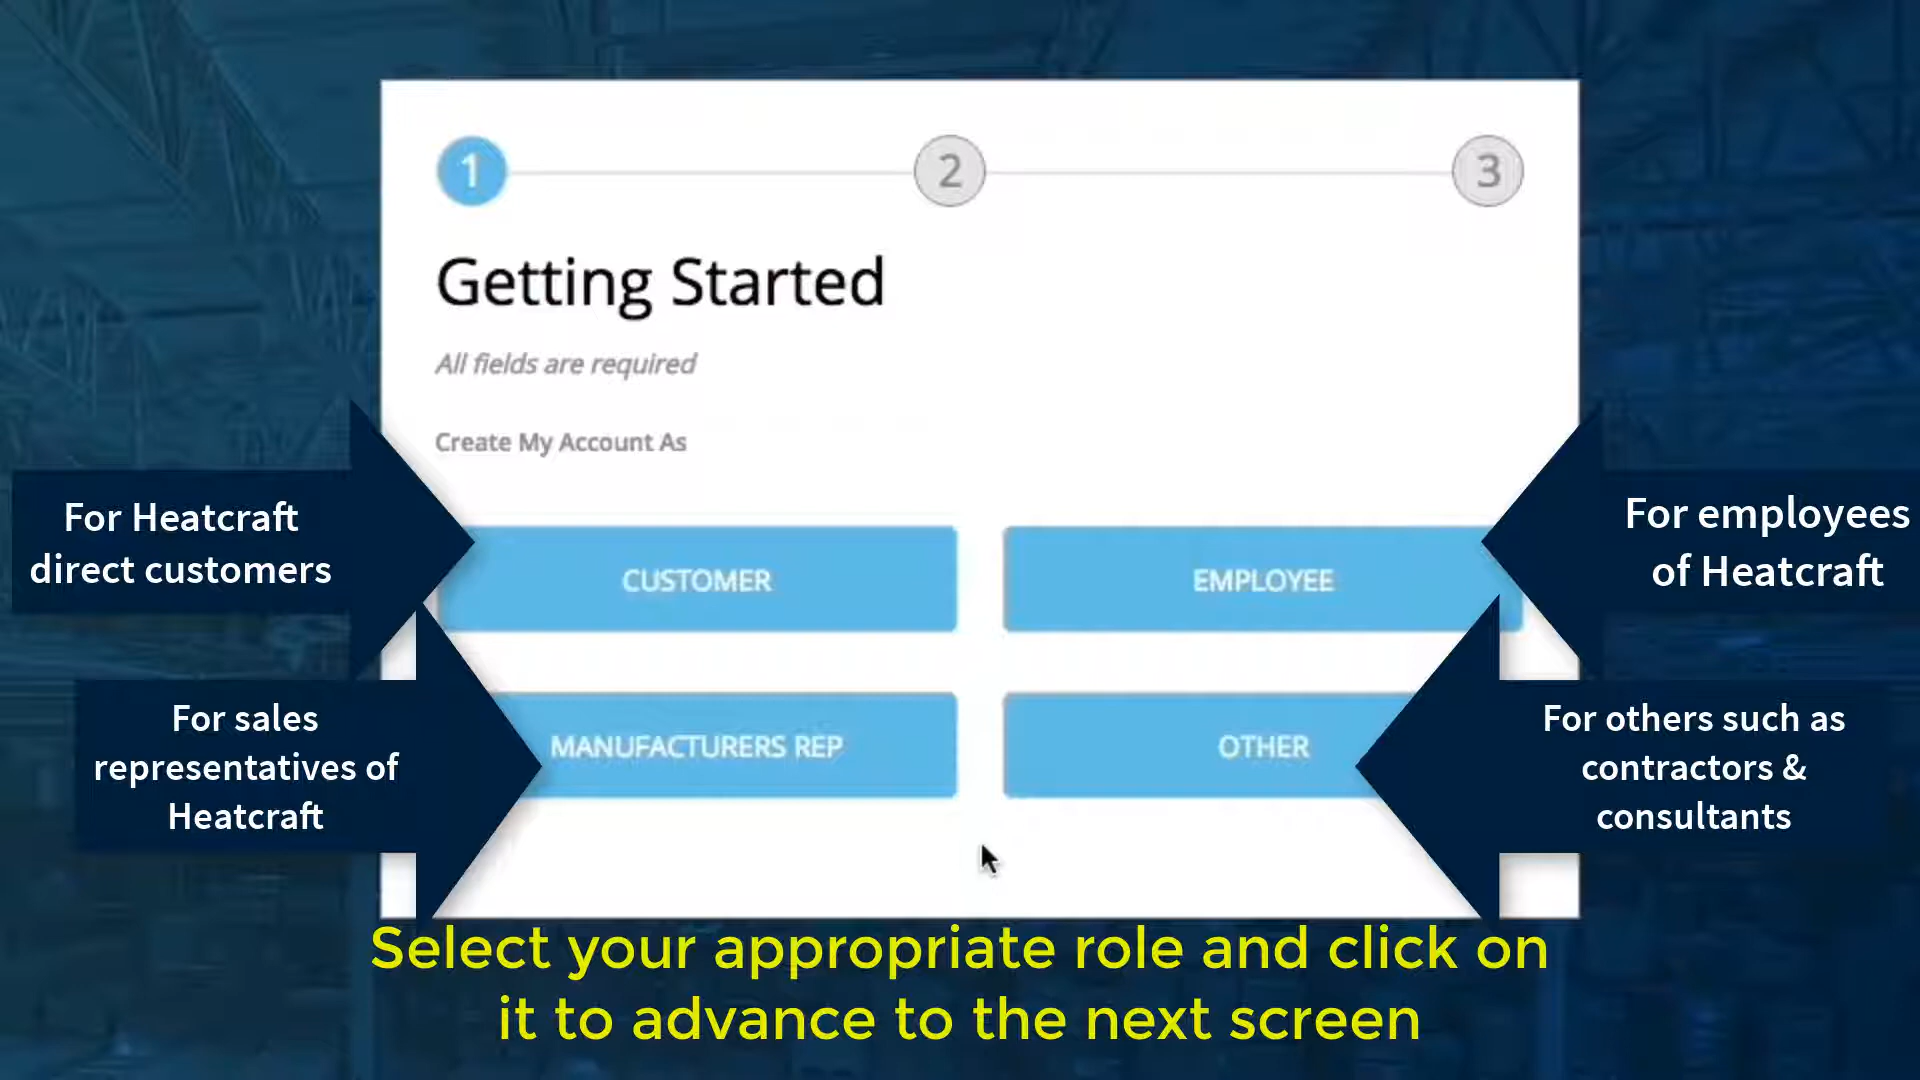 1
2
3
Getting Started
All fields are required
Create My Account As
For Heatcraft
direct customers
CUSTOMER
EMPLOYEE
For employees
of Heatcraft
For sales
representatives of
Heatcraft
MANUFACTURERS REP
OTHER
For others such as
contractors &
consultants
Select your appropriate role and click on
it to advance to the next screen